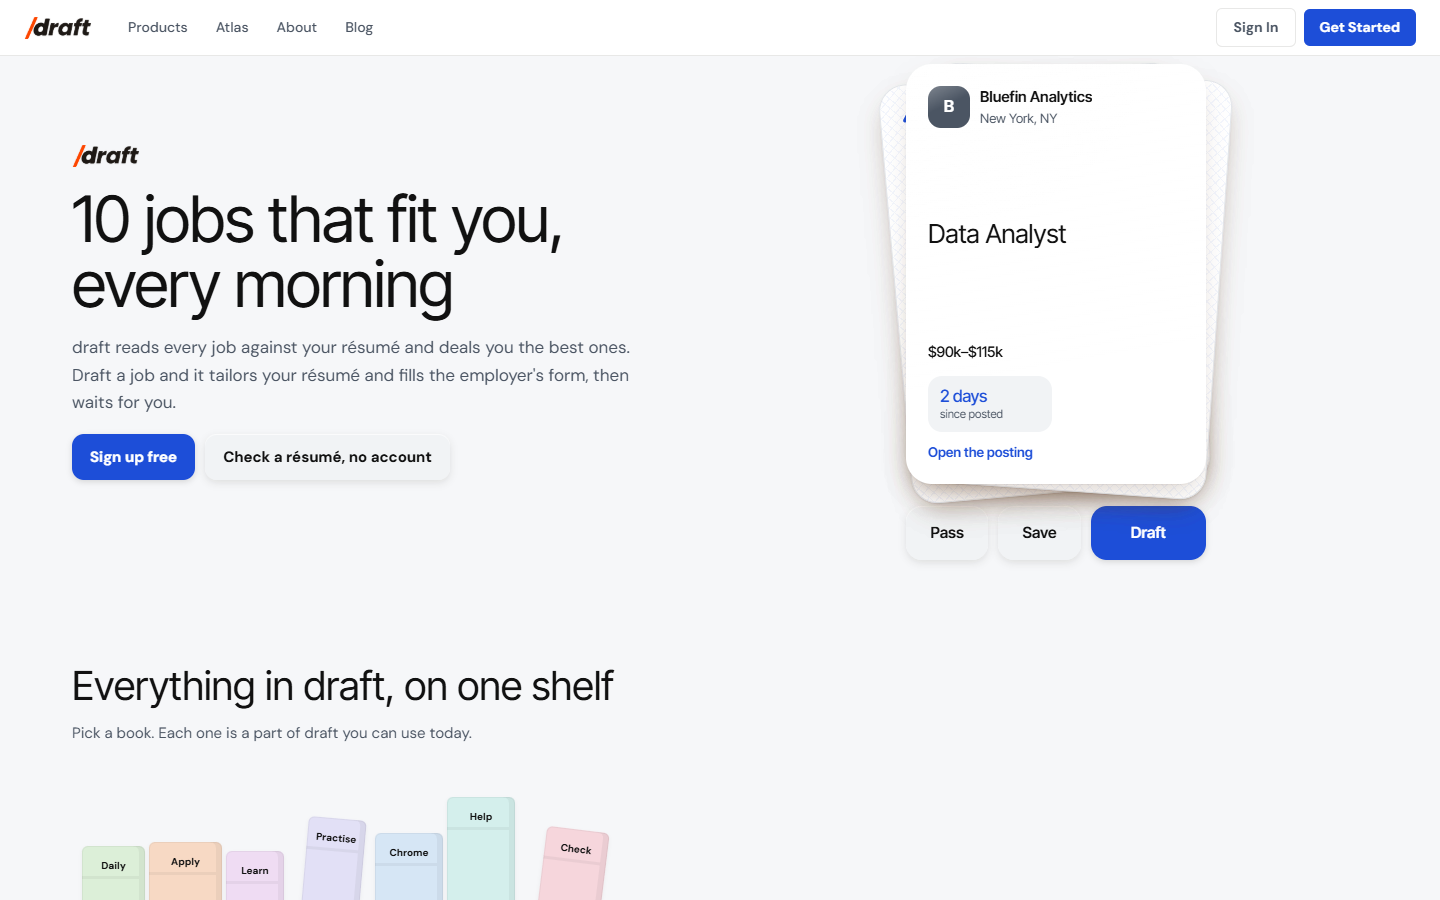 /draft
Products
Atlas
About
Blog
Sign In
Get Started
/draft
10 jobs that fit you,
every morning
draft reads every job against your résumé and deals you the best ones.
Draft a job and it tailors your résumé and fills the employer's form, then
waits for you.
Sign up free
Check a résumé, no account
B
Bluefin Analytics
New York, NY
Data Analyst
$90k–$115k
2 days
since posted
Open the posting
Pass
Save
Draft
Everything in draft, on one shelf
Pick a book. Each one is a part of draft you can use today.
Daily
Apply
Learn
Practise
Chrome
Help
Check